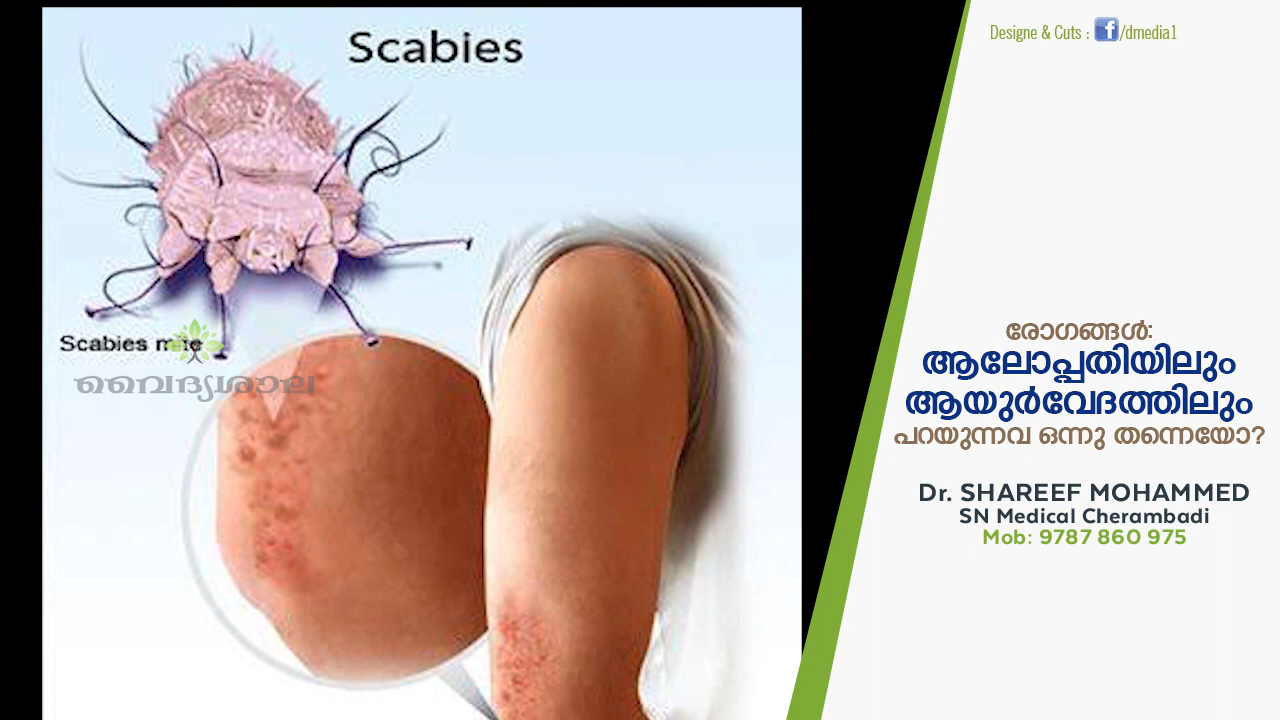 Scabies
Scabies
വൈദ്യശാല
Designe & Cuts : f/dmedia1
രോഗങ്ങൾ:
ആലോപ്പതിയിലും
ആയുർവേദത്തിലും
പറയുന്നവ ഒന്നു തന്നെയോ?
Dr. SHAREEF MOHAMMED
SN Medical Cherambadi
Mob: 9787 860 975